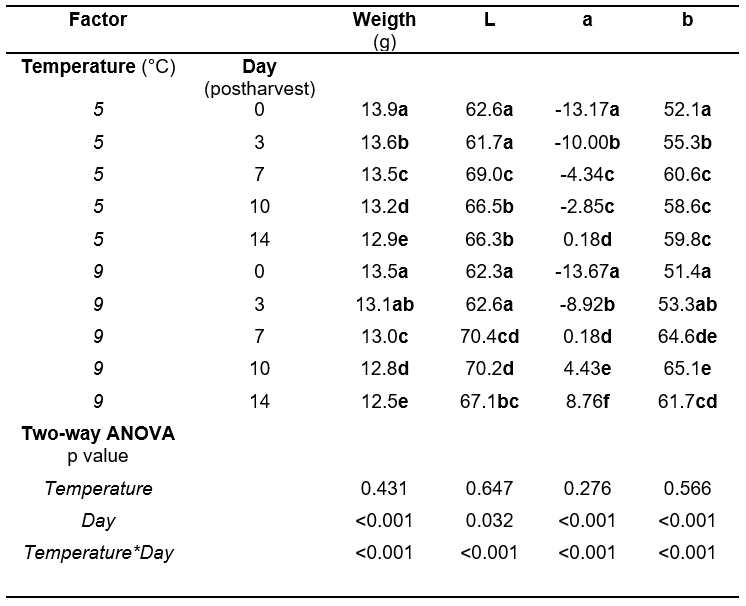 Factor Weigth L a b
(g)
Temperature (°C) Day
(postharvest)
5 0 13.9a 62.6a -13.17a 52.1a
5 3 13.6b 61.7a -10.00b 55.3b
5 7 13.5c 69.0c -4.34c 60.6c
5 10 13.2d 66.5b -2.85c 58.6c
5 14 12.9e 66.3b 0.18d 59.8c
9 0 13.5a 62.3a -13.67a 51.4a
9 3 13.1ab 62.6a -8.92b 53.3ab
9 7 13.0c 70.4cd 0.18d 64.6de
9 10 12.8d 70.2d 4.43e 65.1e
9 14 12.5e 67.1bc 8.76f 61.7cd
Two-way ANOVA
p value
Temperature 0.431 0.647 0.276 0.566
Day <0.001 0.032 <0.001 <0.001
Temperature*Day <0.001 <0.001 <0.001 <0.001